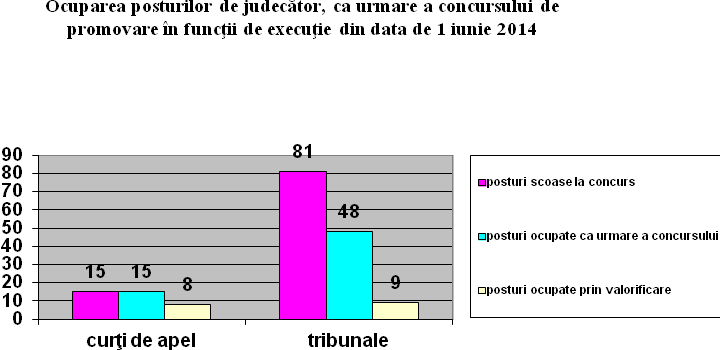 Ocuparea posturilor de judecător, ca urmare a concursului de
promovare în funcţii de execuţie din data de 1 iunie 2014
90
80
70
60
50
40
30
20
10
0
15
15
8
81
48
9
curţi de apel
tribunale
posturi scoase la concurs
posturi ocupate ca urmare a concursului
posturi ocupate prin valorificare